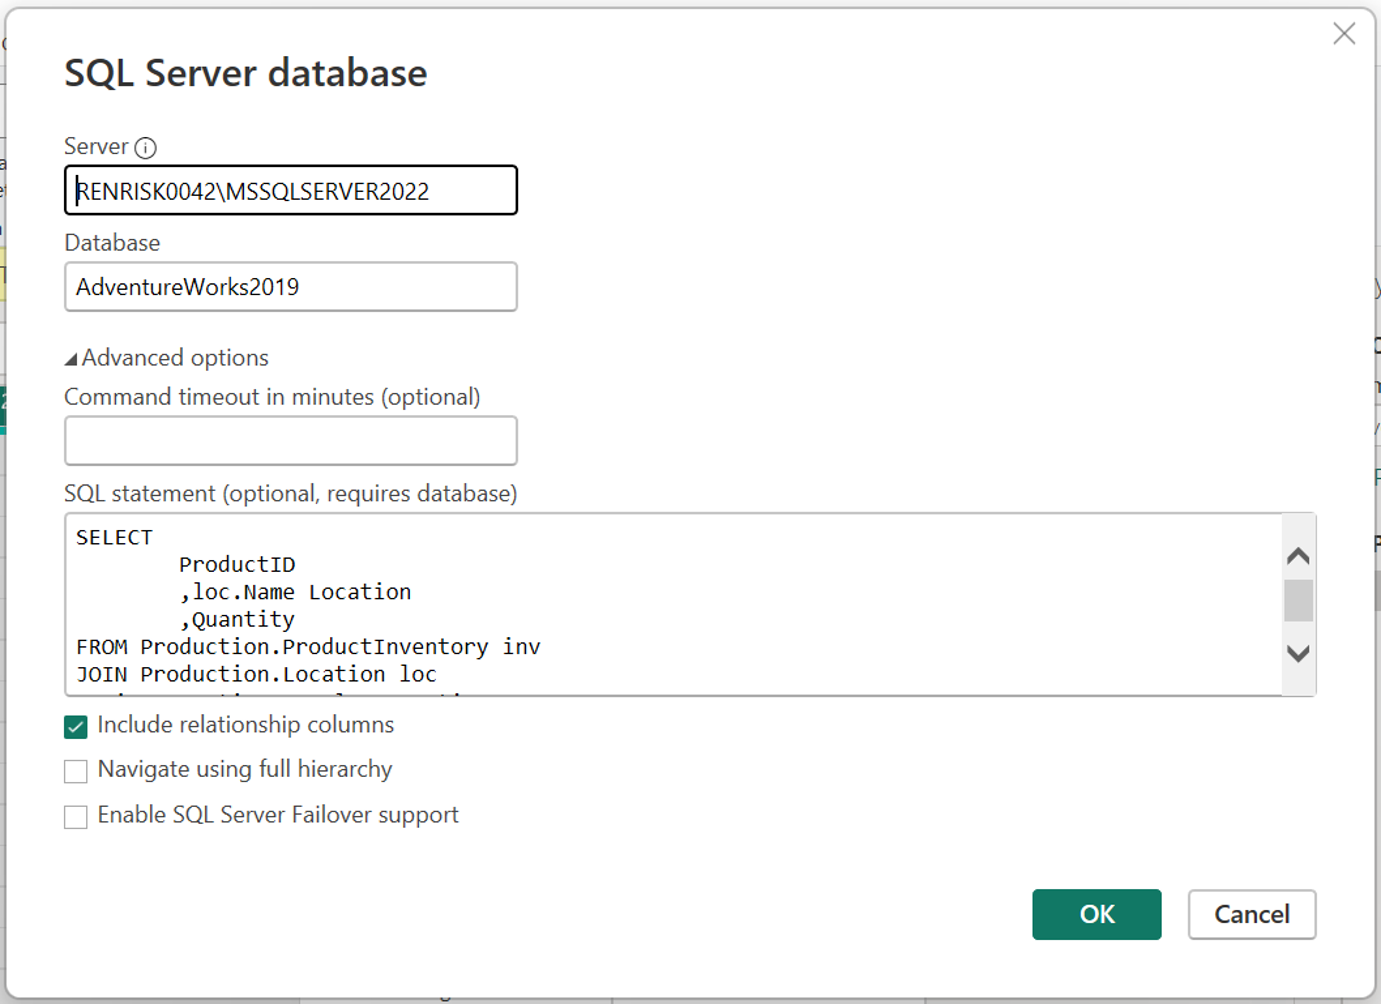 SQL Server database
Server
RENRISK0042\MSSQLSERVER2022
Database
AdventureWorks2019
Advanced options
Command timeout in minutes (optional)
SQL statement (optional, requires database)
SELECT
ProductID
,loc.Name Location
,Quantity
FROM Production.ProductInventory inv
JOIN Production.Location loc
Include relationship columns
Navigate using full hierarchy
Enable SQL Server Failover support
OK
Cancel